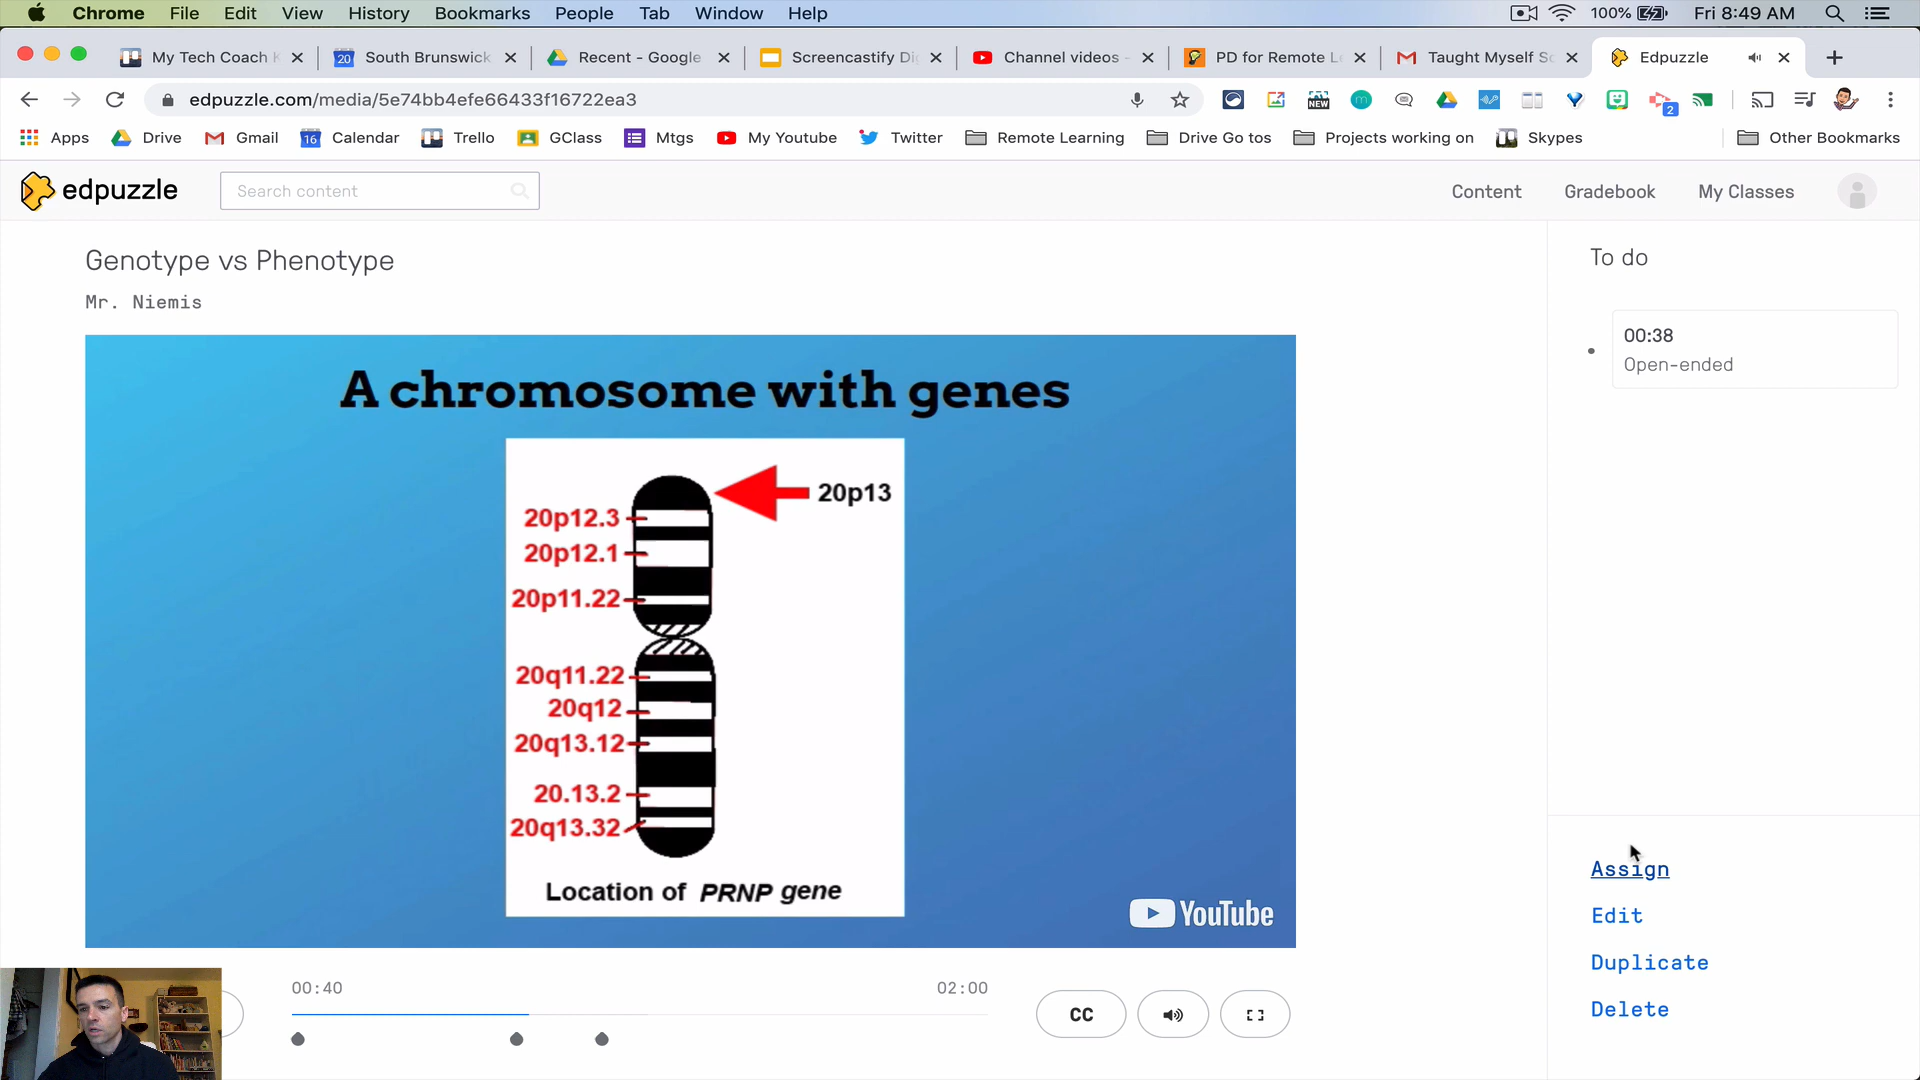 Chrome File Edit View History Bookmarks People Tab Window Help 100% Fri 8:49 AM
My Tech Coach 20 South Brunswick Recent - Google Screencastify Channel videos - PD for Remote Taught Myself Edpuzzle
edpuzzle.com/media/5e74bb4efe66433f16722ea3 NEW m 2
Apps Drive Gmail 16 Calendar Trello GClass Mtgs My Youtube Twitter Remote Learning Drive Go tos Projects working on Skypes Other Bookmarks
edpuzzle Search content Content Gradebook My Classes
Genotype vs Phenotype
Mr. Niemis
To do
00:38
Open-ended
A chromosome with genes
20p13
20p12.3
20p12.1
20p11.22
20q11.22
20q12
20q13.12
20.13.2
20q13.32
Location of PRNP gene
YouTube
Assign
Edit
Duplicate
Delete
00:40 02:00
CC